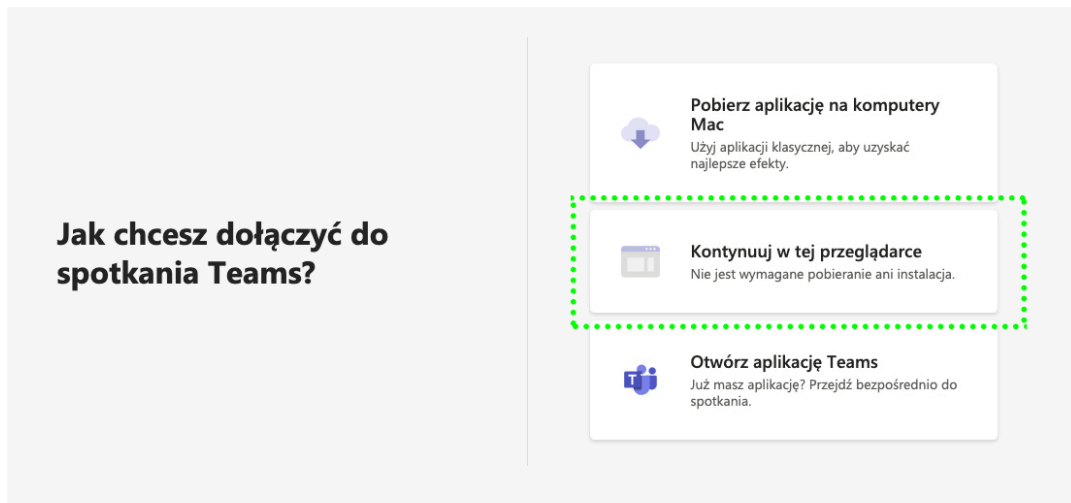 Jak chcesz dołączyć do
spotkania Teams?
Pobierz aplikację na komputery
Mac
Użyj aplikacji klasycznej, aby uzyskać
najlepsze efekty.
Kontynuuj w tej przeglądarce
Nie jest wymagane pobieranie ani instalacja.
Otwórz aplikację Teams
Już masz aplikację? Przejdź bezpośrednio do
spotkania.